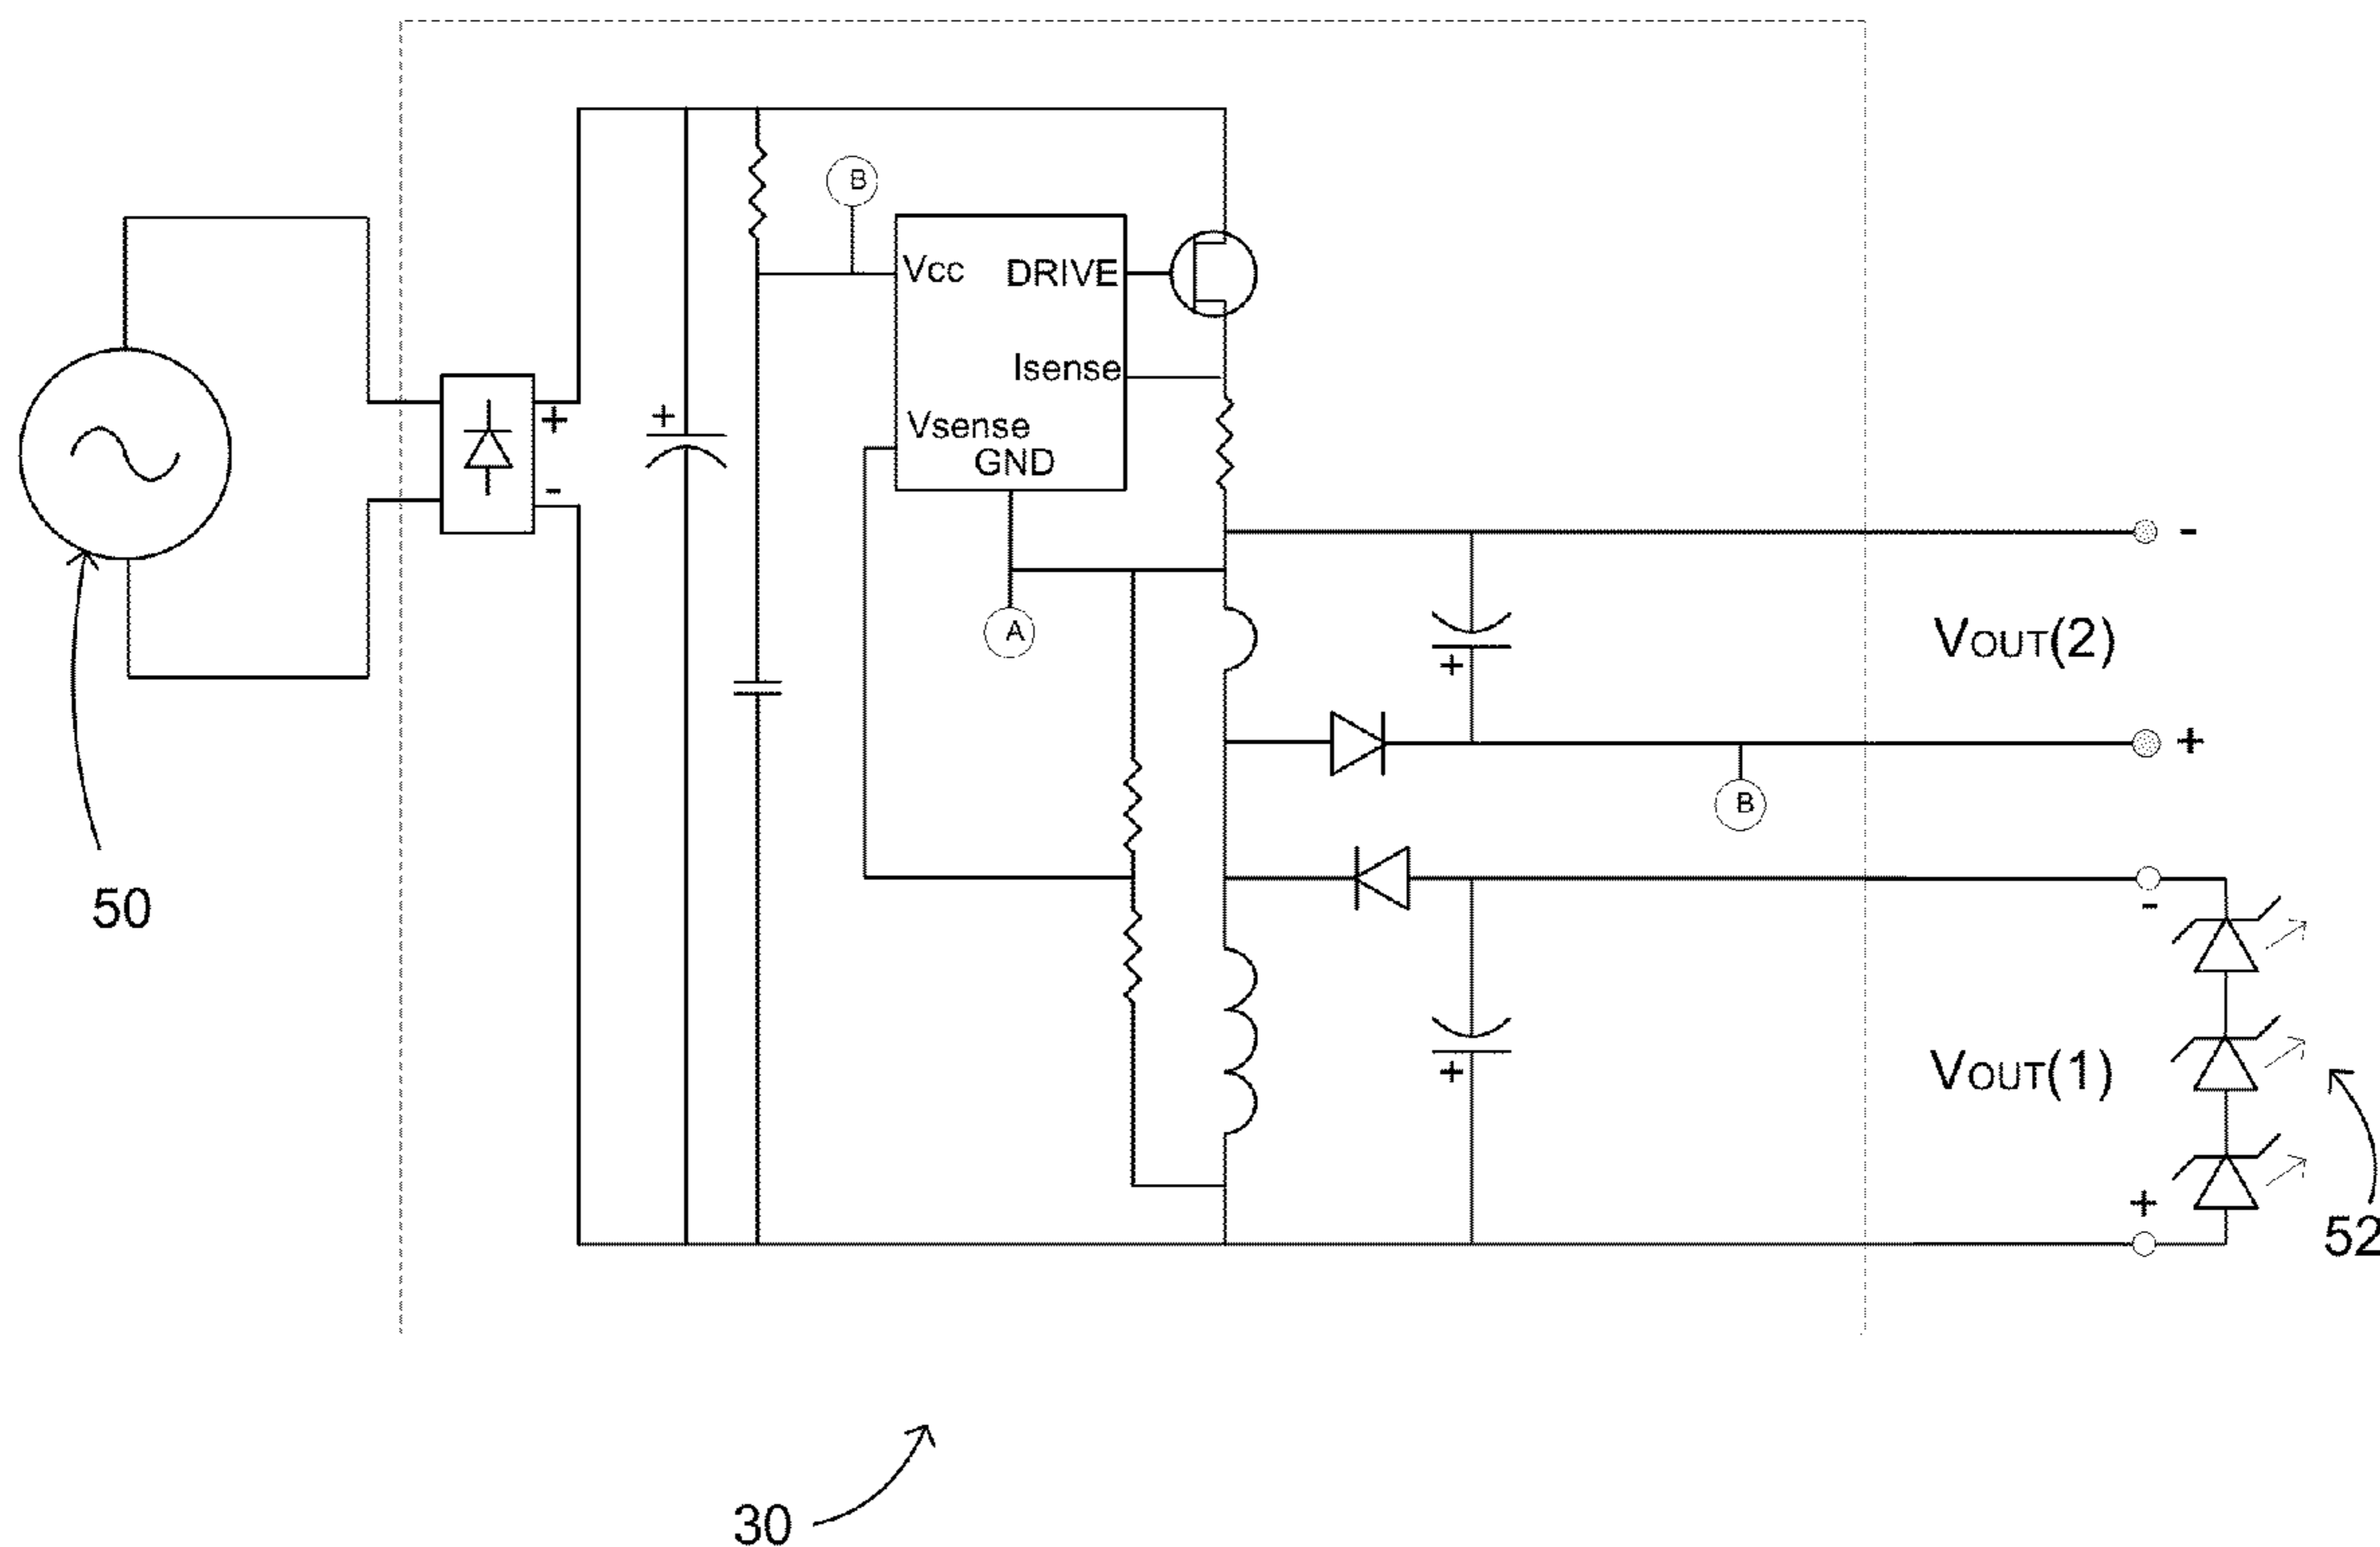 B
Vcc
DRIVE
Isense
+
+
-
Vsense
GND
-
A
VOUT(2)
+
+
B
50
-
+
VOUT(1)
+
52
30